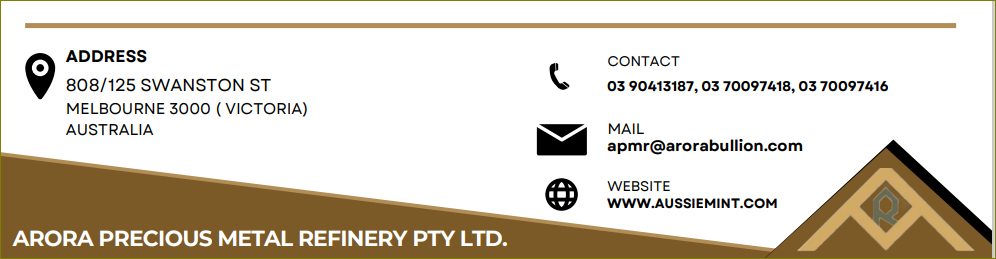 ADDRESS
808/125 SWANSTON ST
MELBOURNE 3000 ( VICTORIA)
AUSTRALIA
CONTACT
03 90413187, 03 70097418, 03 70097416
MAIL
apmr@arorabullion.com
WEBSITE
WWW.AUSSIEMINT.COM
ARORA PRECIOUS METAL REFINERY PTY LTD.